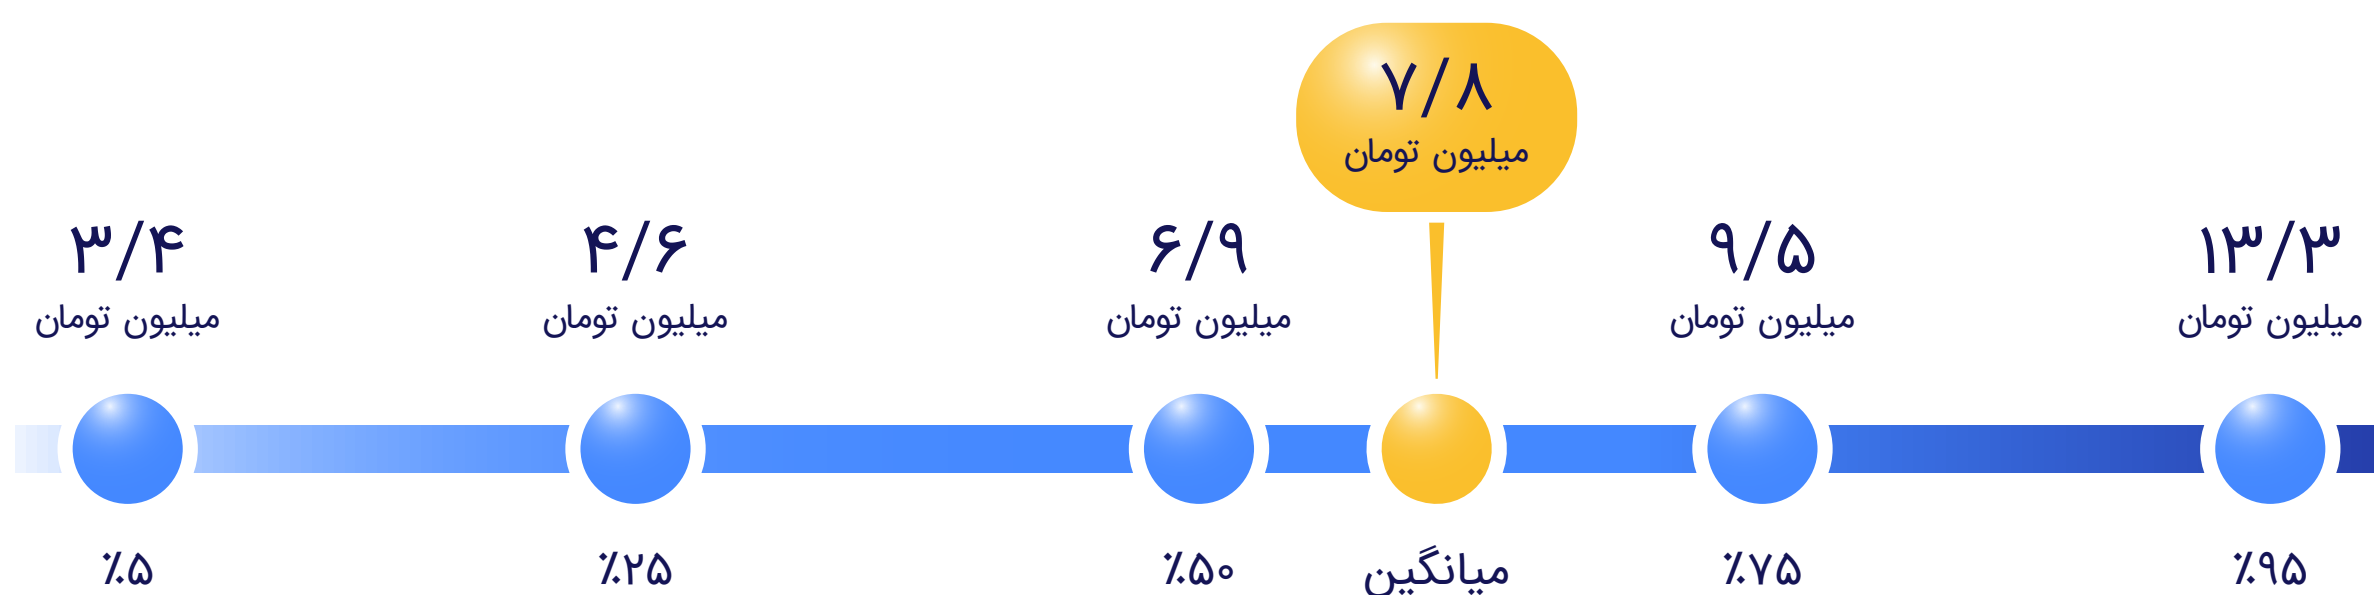 ۷/۸
میلیون تومان
۳/۴
میلیون تومان
۴/۶
میلیون تومان
۶/۹
میلیون تومان
۹/۵
میلیون تومان
۱۳/۳
میلیون تومان
٪۵
٪۲۵
٪۵۰
میانگین
٪۷۵
٪۹۵